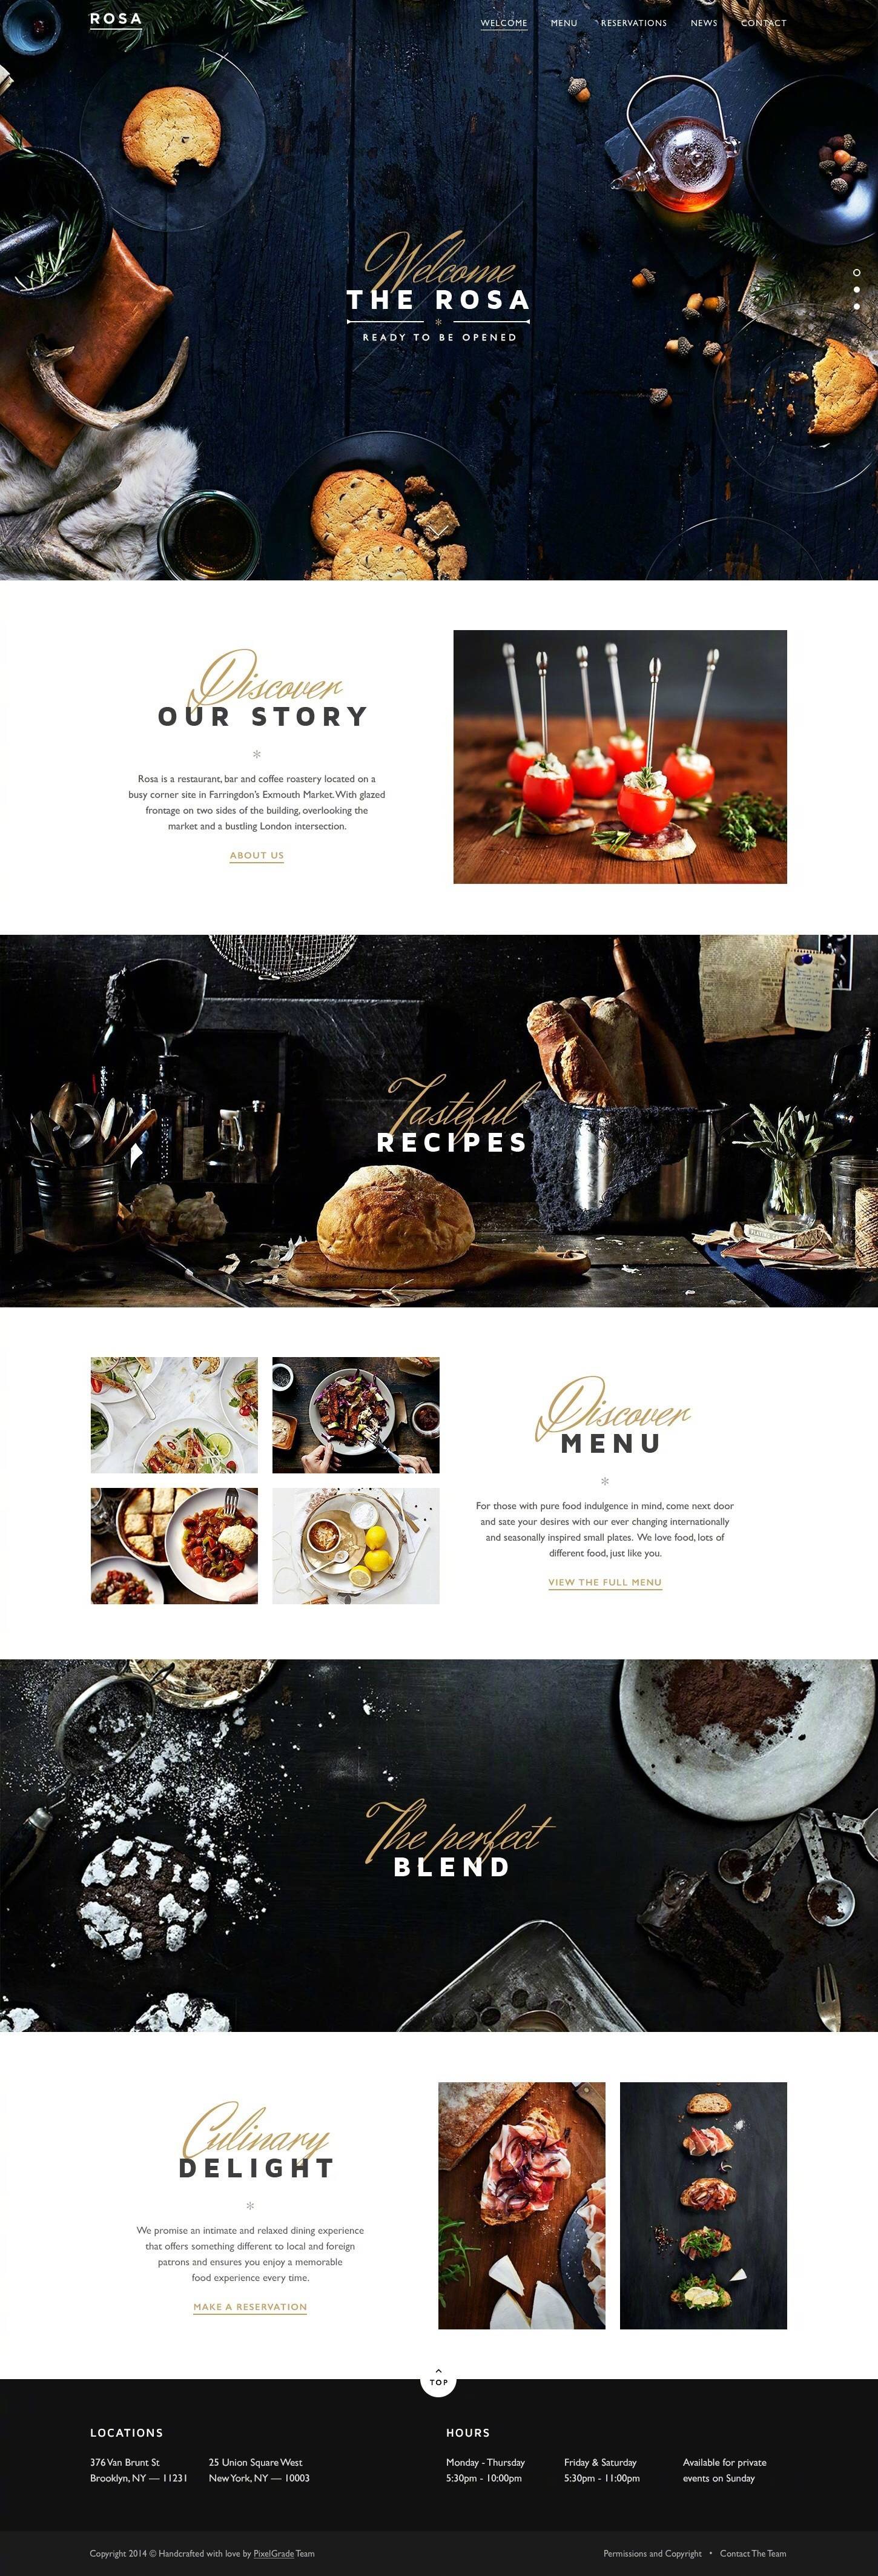 ROSA
WELCOME MENU RESERVATIONS NEWS CONTACT
Welcome
THE ROSA
READY TO BE OPENED
Discover
OUR STORY
Rosa is a restaurant, bar and coffee roastery located on a
busy corner site in Farringdon's Exmouth Market. With glazed
frontage on two sides of the building, overlooking the
market and a bustling London intersection.
ABOUT US
Tasteful
RECIPES
Discover
MENU
For those with pure food indulgence in mind, come next door
and sate your desires with our ever changing internationally
and seasonally inspired small plates. We love food, lots of
different food, just like you.
VIEW THE FULL MENU
The perfect
BLEND
Culinary
DELIGHT
We promise an intimate and relaxed dining experience
that offers something different to local and foreign
patrons and ensures you enjoy a memorable
food experience every time.
MAKE A RESERVATION
TOP
LOCATIONS
376 Van Brunt St
Brooklyn, NY — 11231
25 Union Square West
New York, NY — 10003
HOURS
Monday - Thursday
5:30pm - 10:00pm
Friday & Saturday
5:30pm - 11:00pm
Available for private
events on Sunday
Copyright 2014 © Handcrafted with love by PixelGrade Team
Permissions and Copyright • Contact The Team